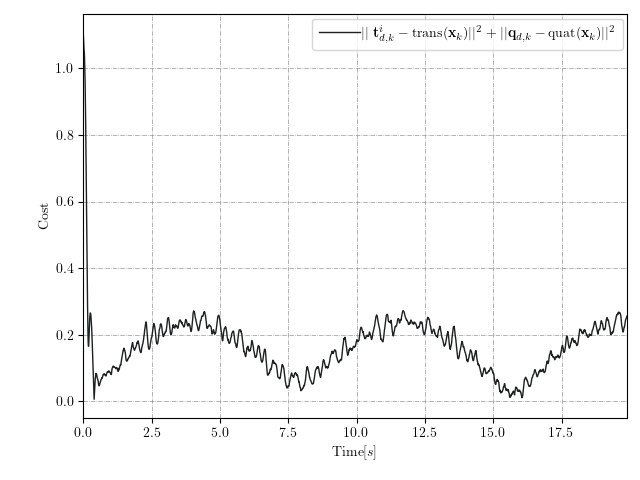 || t^i_{d,k} − trans(x_k)||^2 + ||q_{d,k} − quat(x_k)||^2
1.0
0.8
0.6
0.4
0.2
0.0
Cost
0.0 2.5 5.0 7.5 10.0 12.5 15.0 17.5
Time[s]